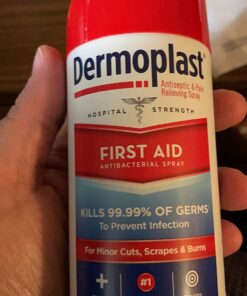 Dermoplast®
Antiseptic & Pain
Relieving Spray
HOSPITAL STRENGTH
FIRST AID
ANTIBACTERIAL SPRAY
KILLS 99.99% OF GERMS
To Prevent Infection
For Minor Cuts, Scrapes & Burns
#1